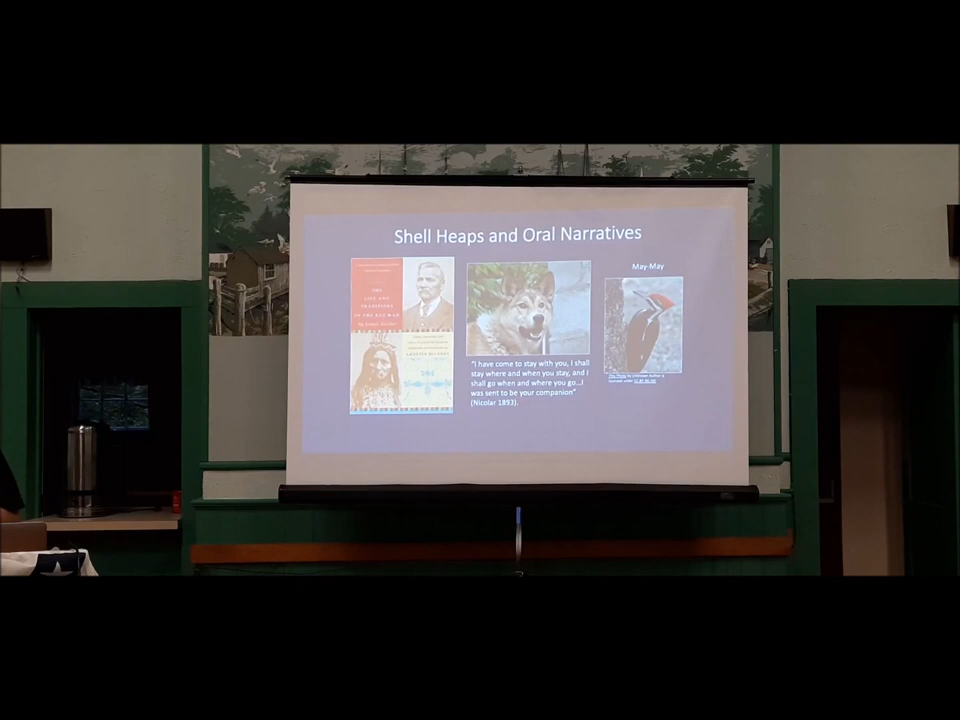 Shell Heaps and Oral Narratives
THE
LIFE AND
TRADITIONS
OF THE RED MAN
May-May
"I have come to stay with you, I shall
stay where and when you stay, and I
shall go when and where you go...I
was sent to be your companion"
(Nicolar 1893).